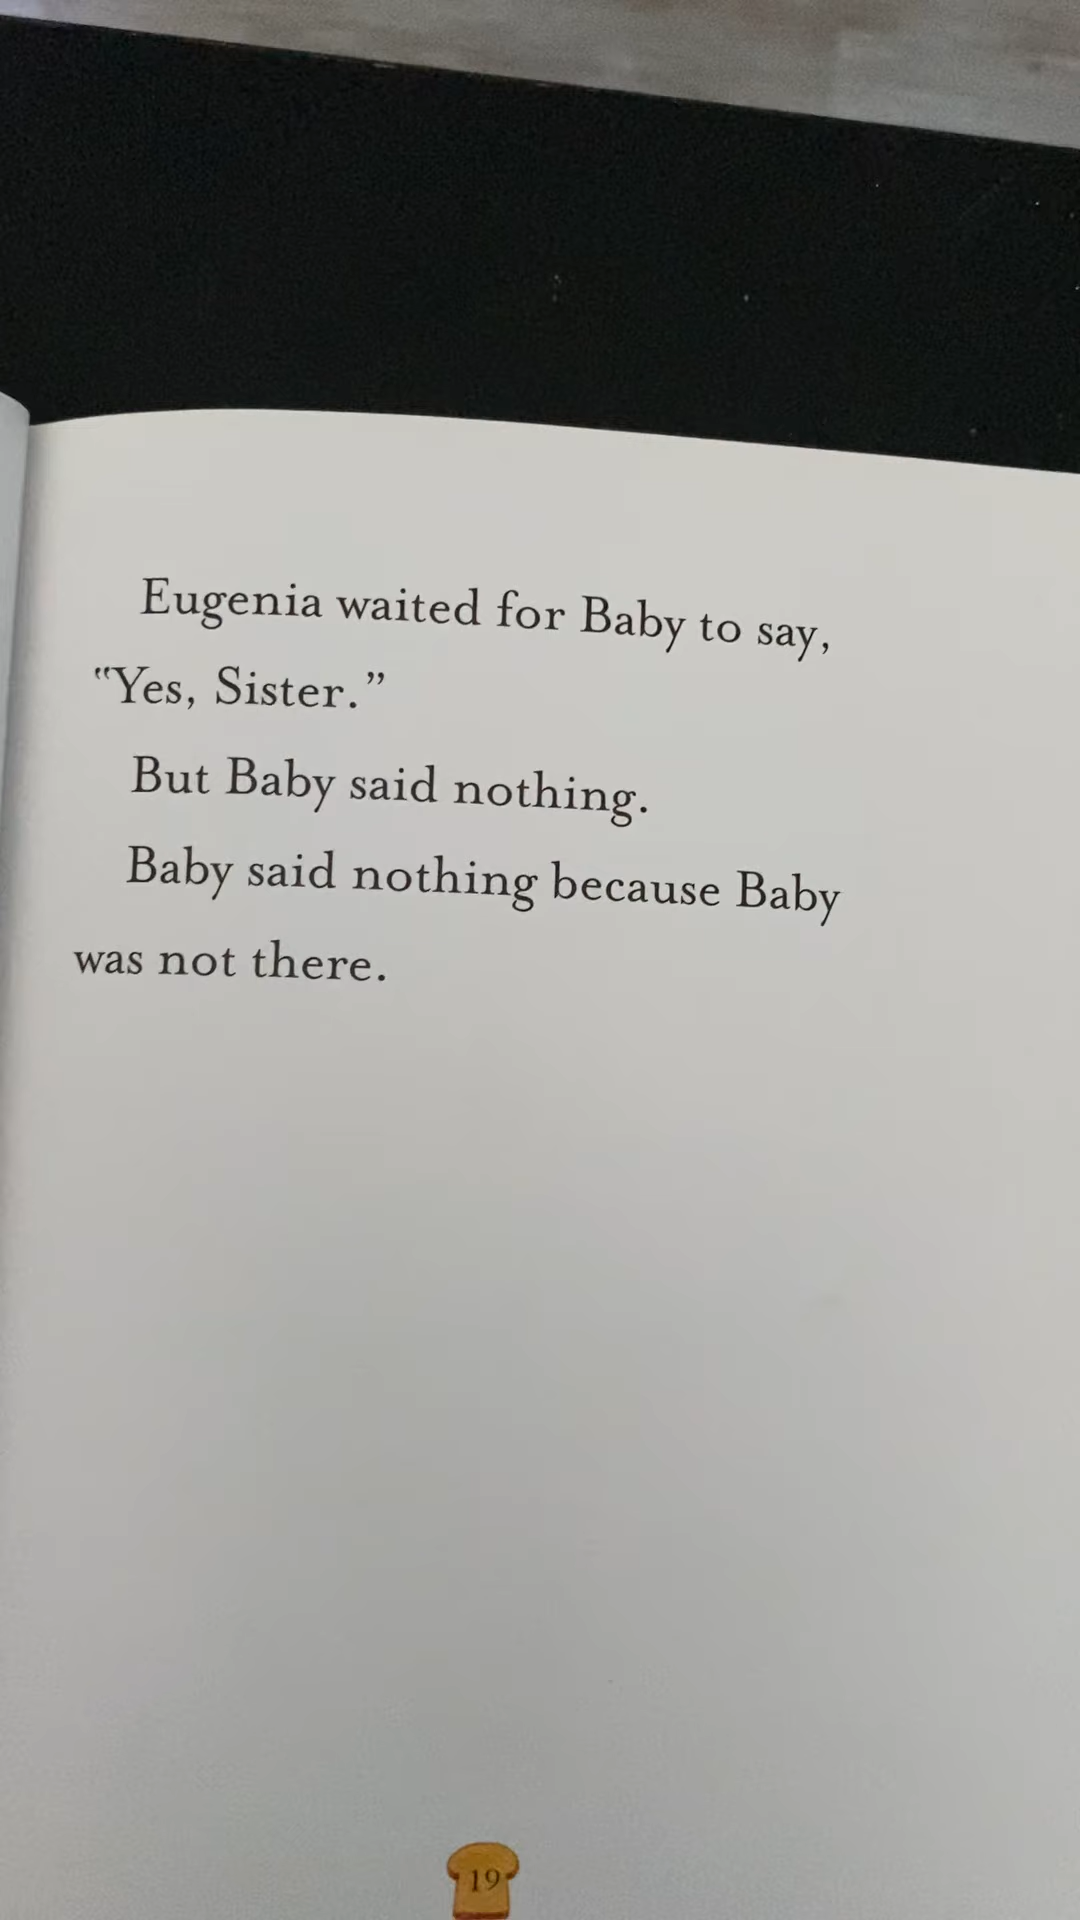 Eugenia waited for Baby to say,
“Yes, Sister.”
But Baby said nothing.
Baby said nothing because Baby
was not there.
19